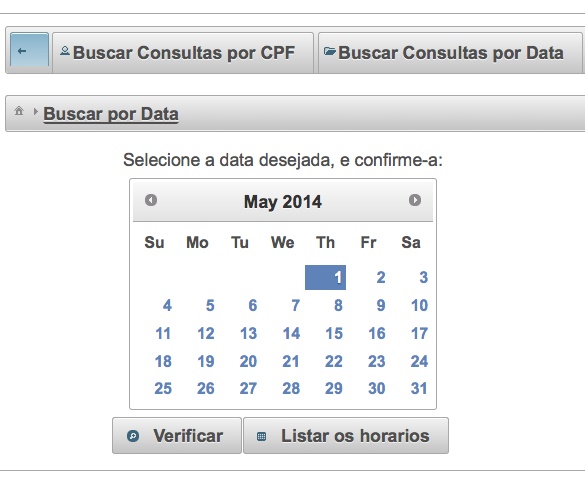 Buscar Consultas por CPF Buscar Consultas por Data
Buscar por Data
Selecione a data desejada, e confirme-a:
May 2014
Su Mo Tu We Th Fr Sa
1 2 3
4 5 6 7 8 9 10
11 12 13 14 15 16 17
18 19 20 21 22 23 24
25 26 27 28 29 30 31
Verificar Listar os horarios